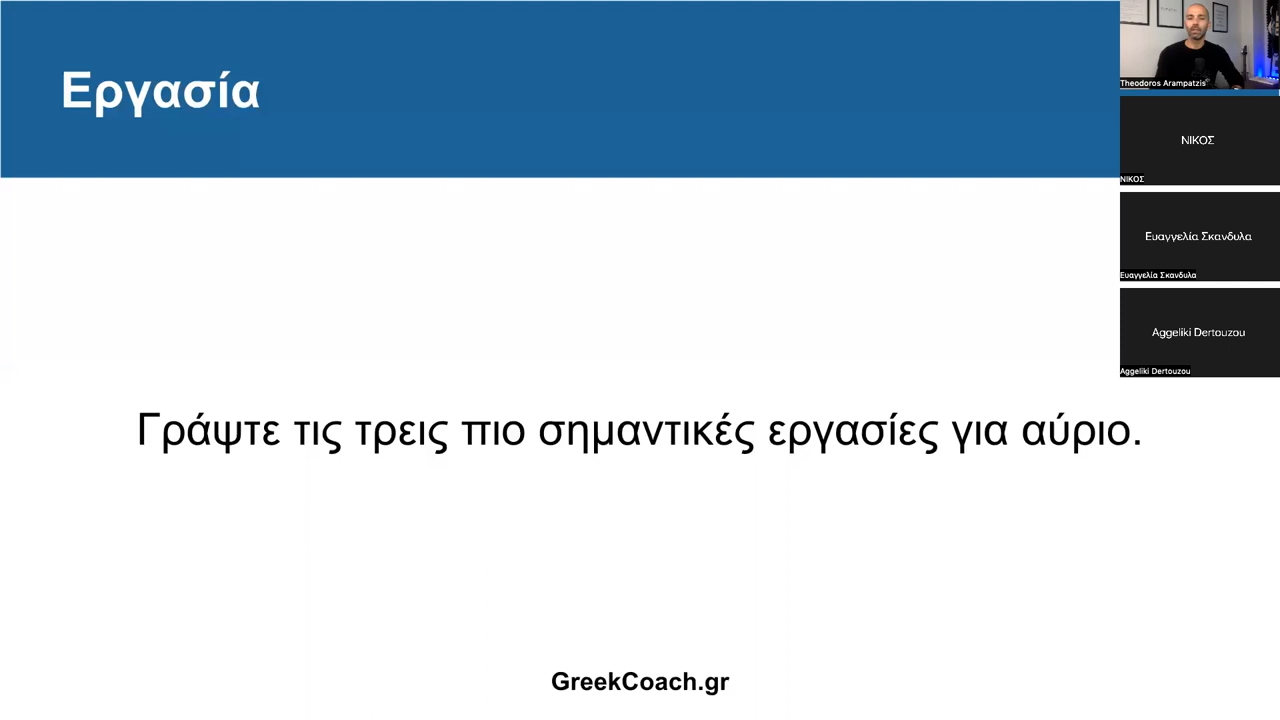 Εργασία
Theodoros Arampatzis
ΝΙΚΟΣ
ΝΙΚΟΣ
Ευαγγελία Σκανδυλα
Ευαγγελία Σκανδυλα
Aggeliki Dertouzou
Aggeliki Dertouzou
Γράψτε τις τρεις πιο σημαντικές εργασίες για αύριο.
GreekCoach.gr